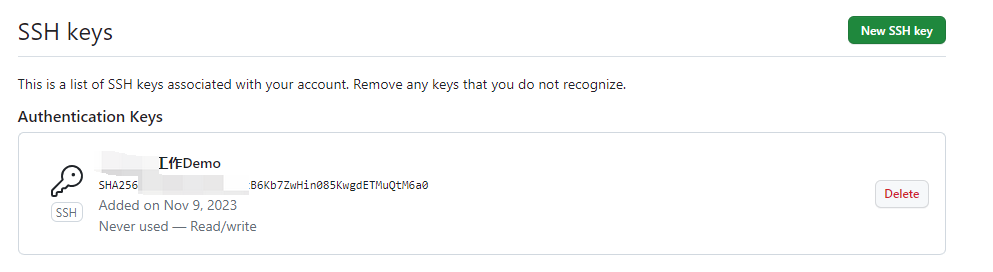 SSH keys
New SSH key
This is a list of SSH keys associated with your account. Remove any keys that you do not recognize.
Authentication Keys
工作Demo
SHA256 B6Kb7ZwHin085KwgdETMuQtM6a0
Added on Nov 9, 2023
Never used — Read/write
SSH
Delete